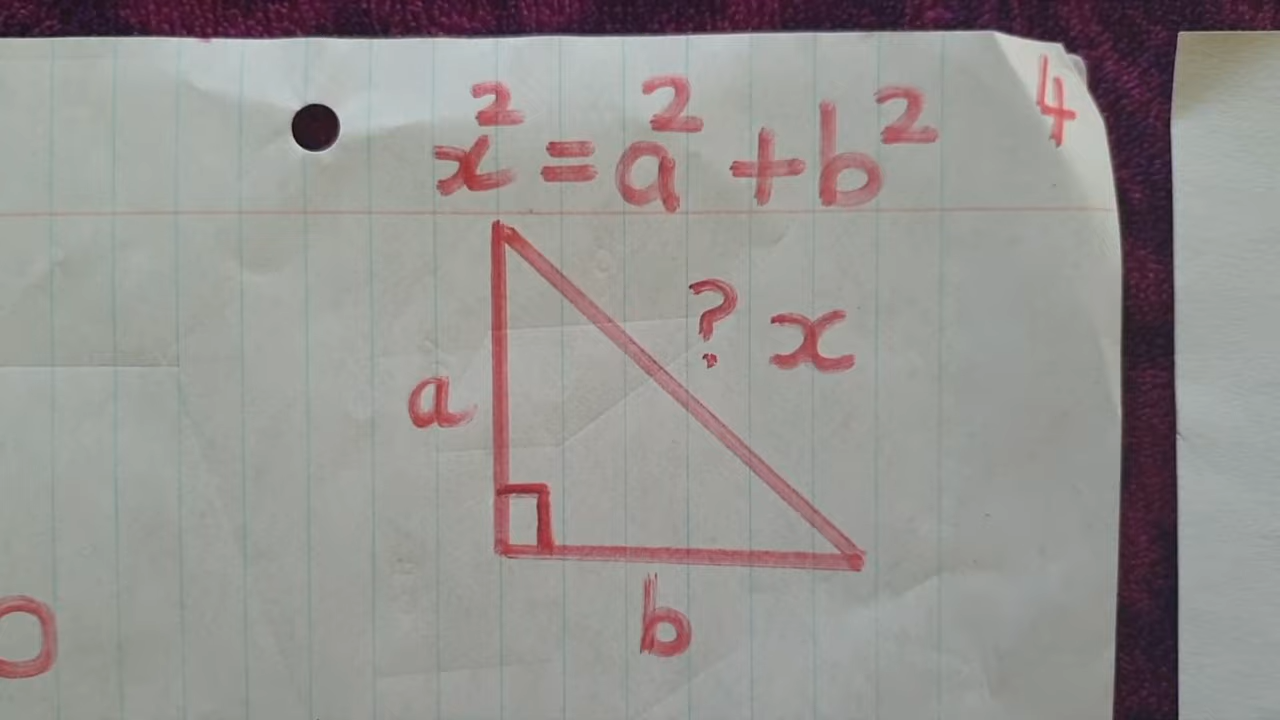 4
x² = a² + b²
? x
a
b